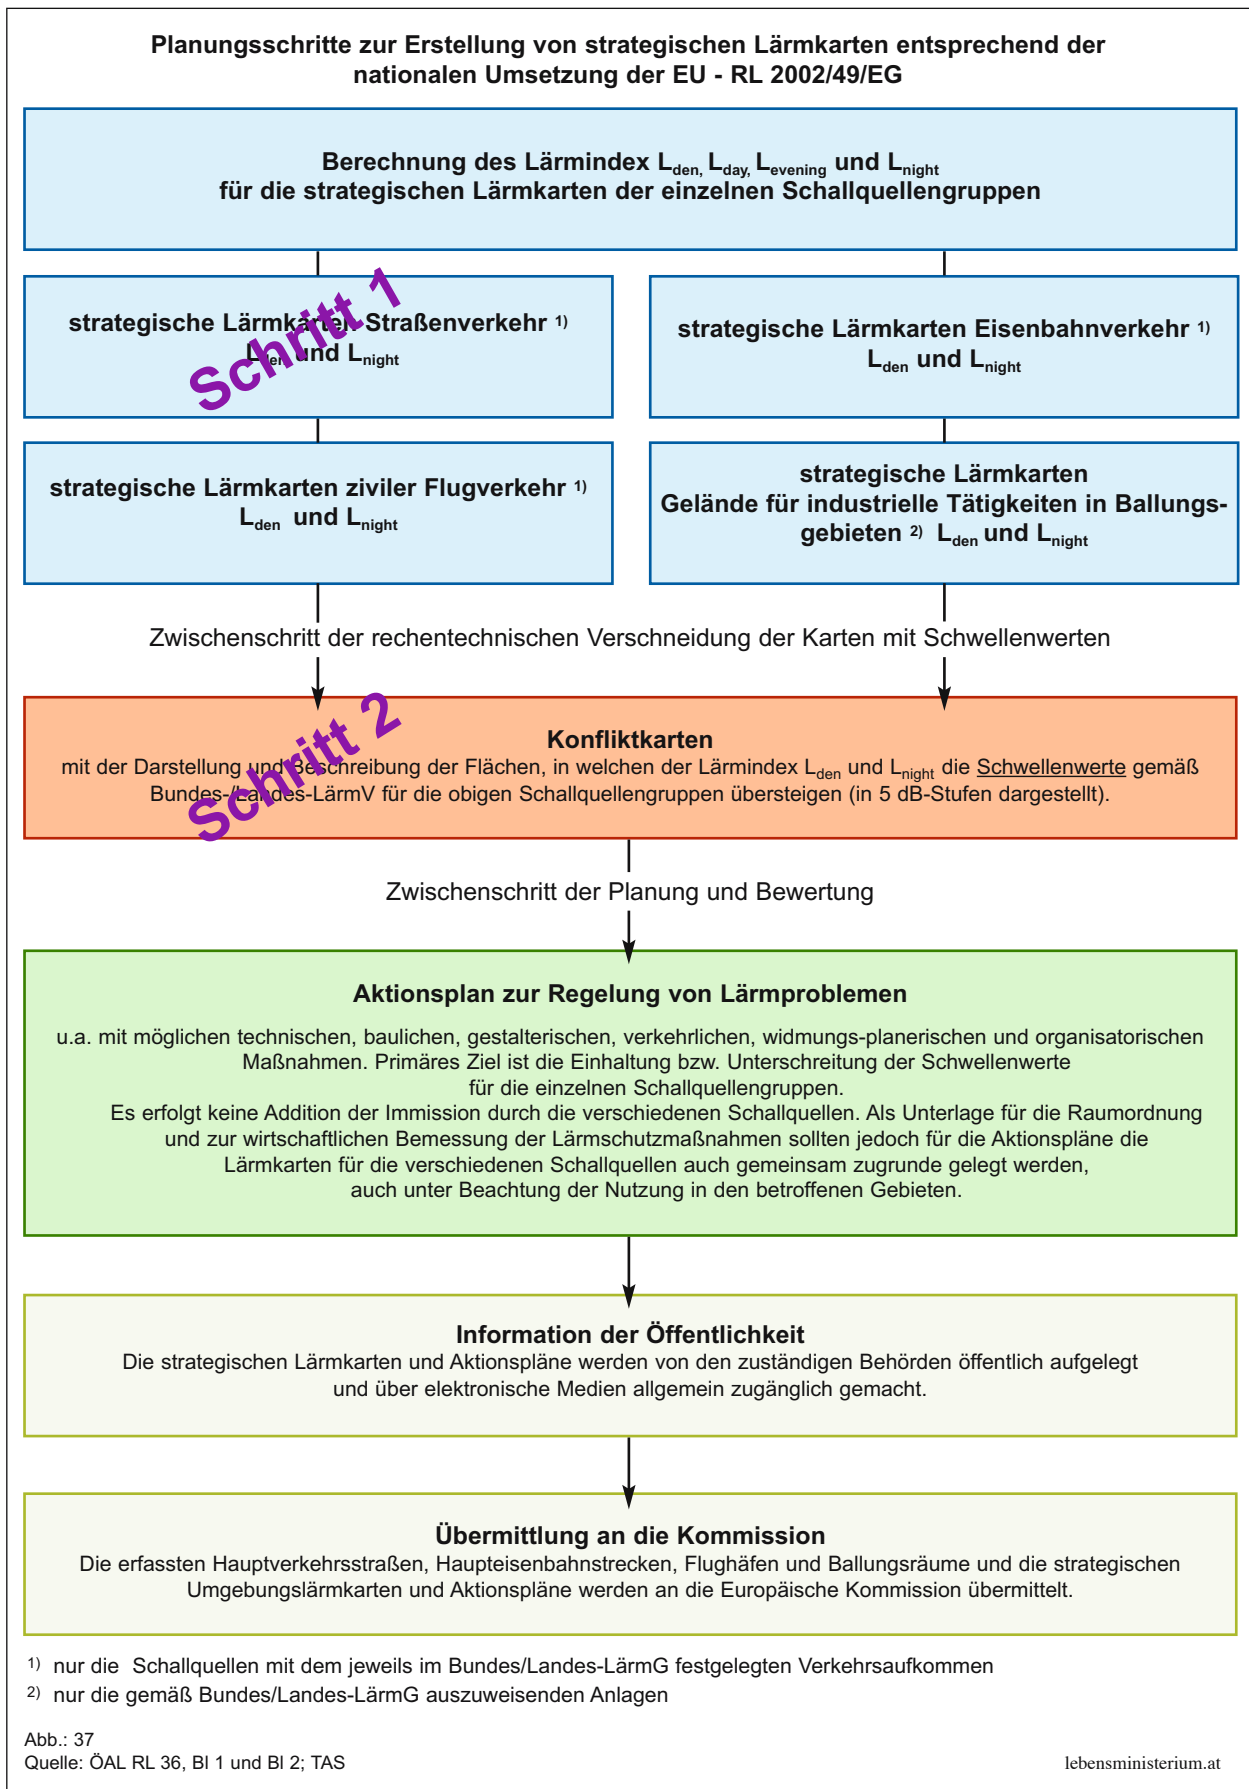 Planungsschritte zur Erstellung von strategischen Lärmkarten entsprechend der
nationalen Umsetzung der EU - RL 2002/49/EG
Berechnung des Lärmindex Lden, Lday, Levening und Lnight
für die strategischen Lärmkarten der einzelnen Schallquellengruppen
Schritt 1
strategische Lärmkarten Straßenverkehr 1)
Lden und Lnight
strategische Lärmkarten Eisenbahnverkehr 1)
Lden und Lnight
strategische Lärmkarten ziviler Flugverkehr 1)
Lden und Lnight
strategische Lärmkarten
Gelände für industrielle Tätigkeiten in Ballungs-
gebieten 2) Lden und Lnight
Zwischenschritt der rechentechnischen Verschneidung der Karten mit Schwellenwerten
Schritt 2
Konfliktkarten
mit der Darstellung und Beschreibung der Flächen, in welchen der Lärmindex Lden und Lnight die Schwellenwerte gemäß
Bundes-/Landes-LärmV für die obigen Schallquellengruppen übersteigen (in 5 dB-Stufen dargestellt).
Zwischenschritt der Planung und Bewertung
Aktionsplan zur Regelung von Lärmproblemen
u.a. mit möglichen technischen, baulichen, gestalterischen, verkehrlichen, widmungs-planerischen und organisatorischen
Maßnahmen. Primäres Ziel ist die Einhaltung bzw. Unterschreitung der Schwellenwerte
für die einzelnen Schallquellengruppen.
Es erfolgt keine Addition der Immission durch die verschiedenen Schallquellen. Als Unterlage für die Raumordnung
und zur wirtschaftlichen Bemessung der Lärmschutzmaßnahmen sollten jedoch für die Aktionspläne die
Lärmkarten für die verschiedenen Schallquellen auch gemeinsam zugrunde gelegt werden,
auch unter Beachtung der Nutzung in den betroffenen Gebieten.
Information der Öffentlichkeit
Die strategischen Lärmkarten und Aktionspläne werden von den zuständigen Behörden öffentlich aufgelegt
und über elektronische Medien allgemein zugänglich gemacht.
Übermittlung an die Kommission
Die erfassten Hauptverkehrsstraßen, Haupteisenbahnstrecken, Flughäfen und Ballungsräume und die strategischen
Umgebungslärmkarten und Aktionspläne werden an die Europäische Kommission übermittelt.
1) nur die Schallquellen mit dem jeweils im Bundes/Landes-LärmG festgelegten Verkehrsaufkommen
2) nur die gemäß Bundes/Landes-LärmG auszuweisenden Anlagen
Abb.: 37
Quelle: ÖAL RL 36, Bl 1 und Bl 2; TAS
lebensministerium.at